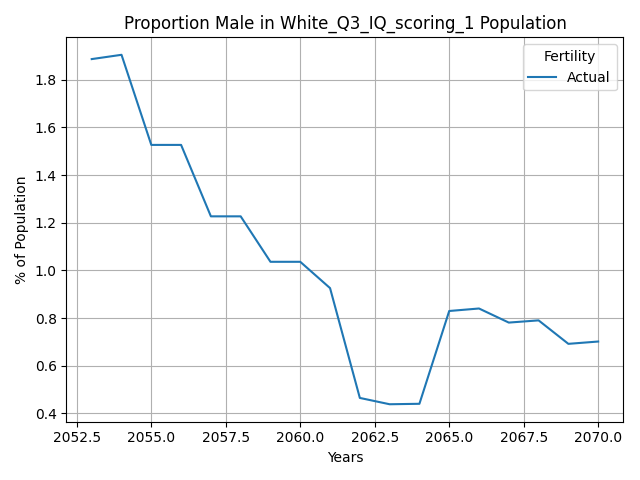 Proportion Male in White_Q3_IQ_scoring_1 Population
Fertility
Actual
% of Population
1.8
1.6
1.4
1.2
1.0
0.8
0.6
0.4
2052.5 2055.0 2057.5 2060.0 2062.5 2065.0 2067.5 2070.0
Years